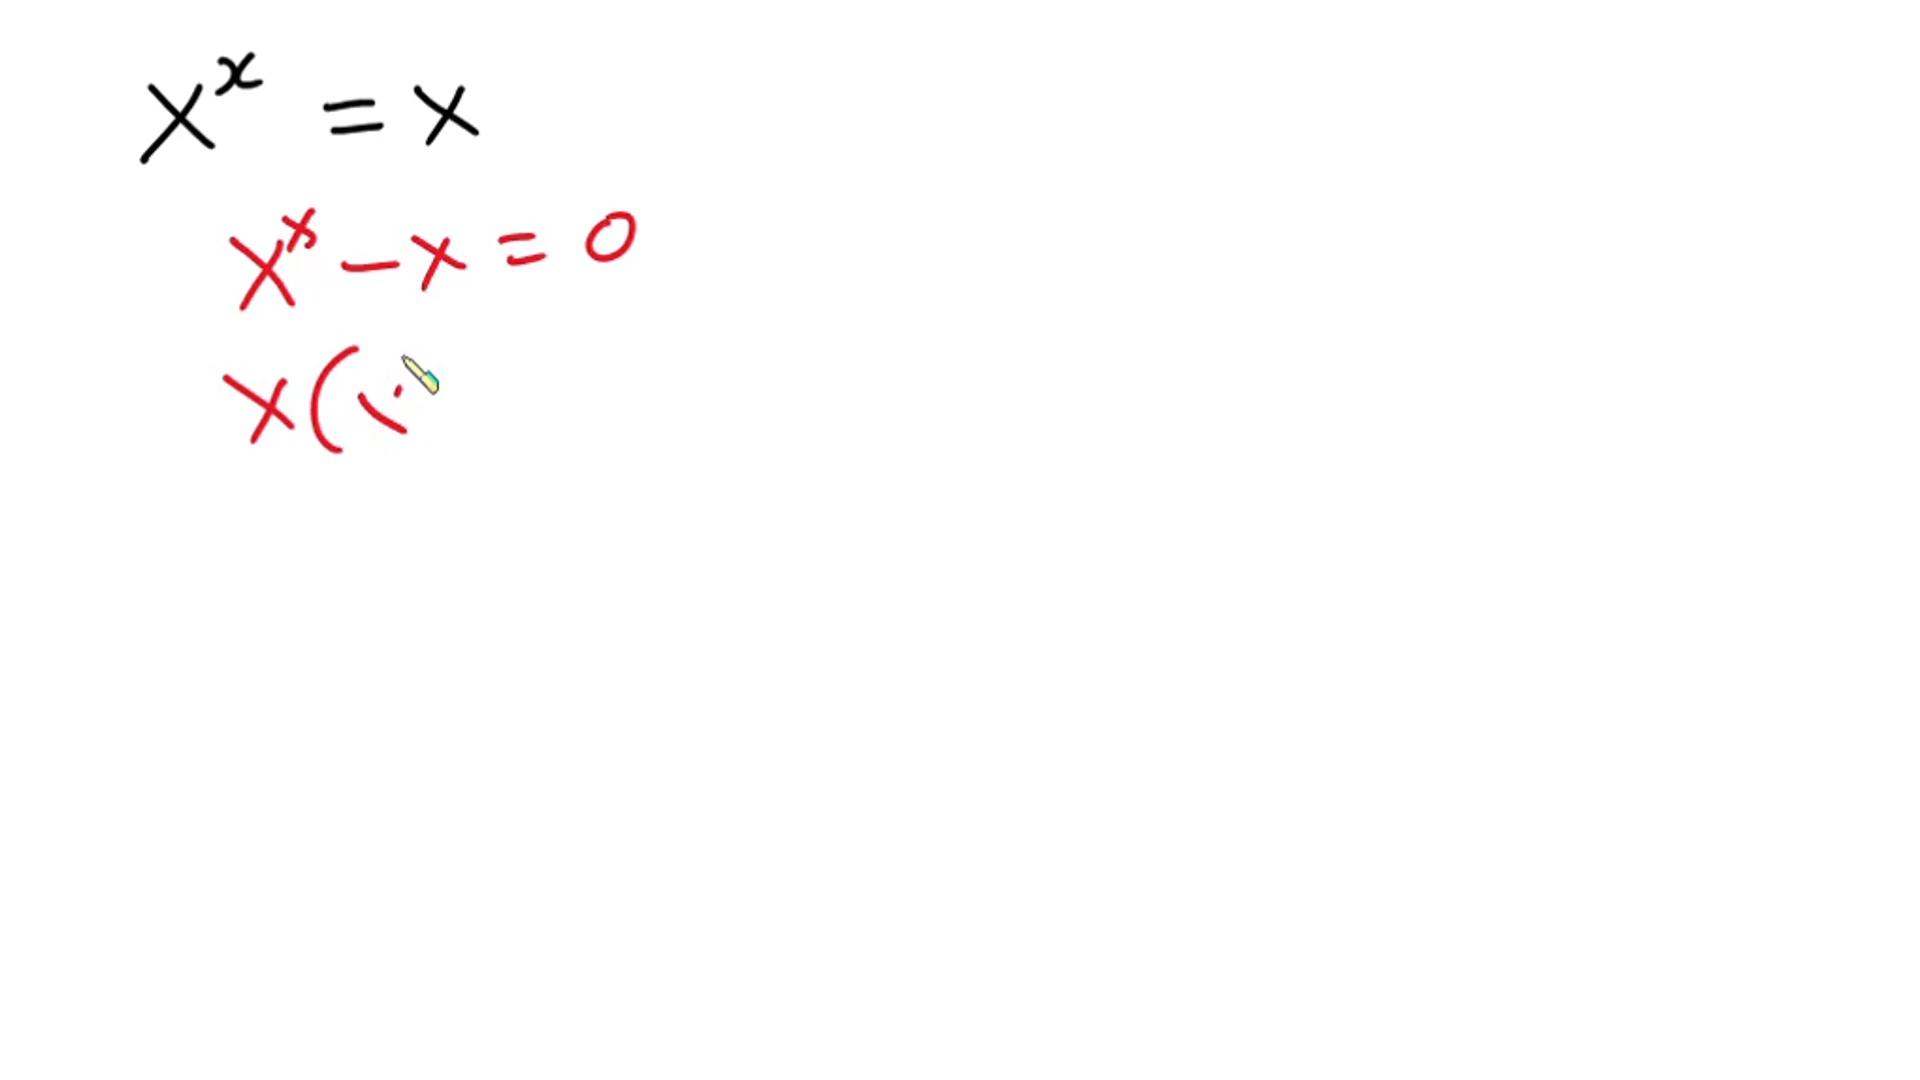 x^x = x
x^x - x = 0
x(